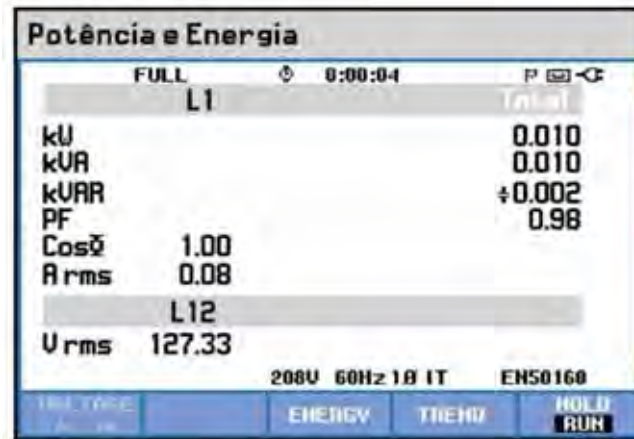 Potência e Energia
FULL 0:00:04 P
L1 Total
kW 0.010
kVA 0.010
kVAR 0.002
PF 0.98
CosΦ 1.00
A rms 0.08
L12
V rms 127.33
208V 60Hz 1Ø IT EN50160
VOLTAGE ENERGY TREND HOLD
RUN